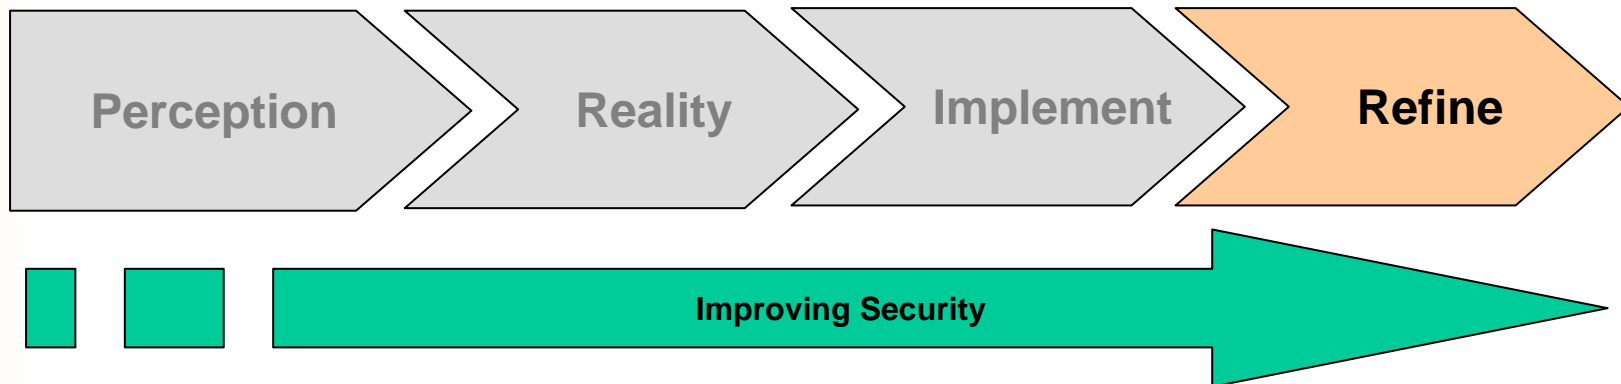 Perception
Reality
Implement
Refine
Improving Security